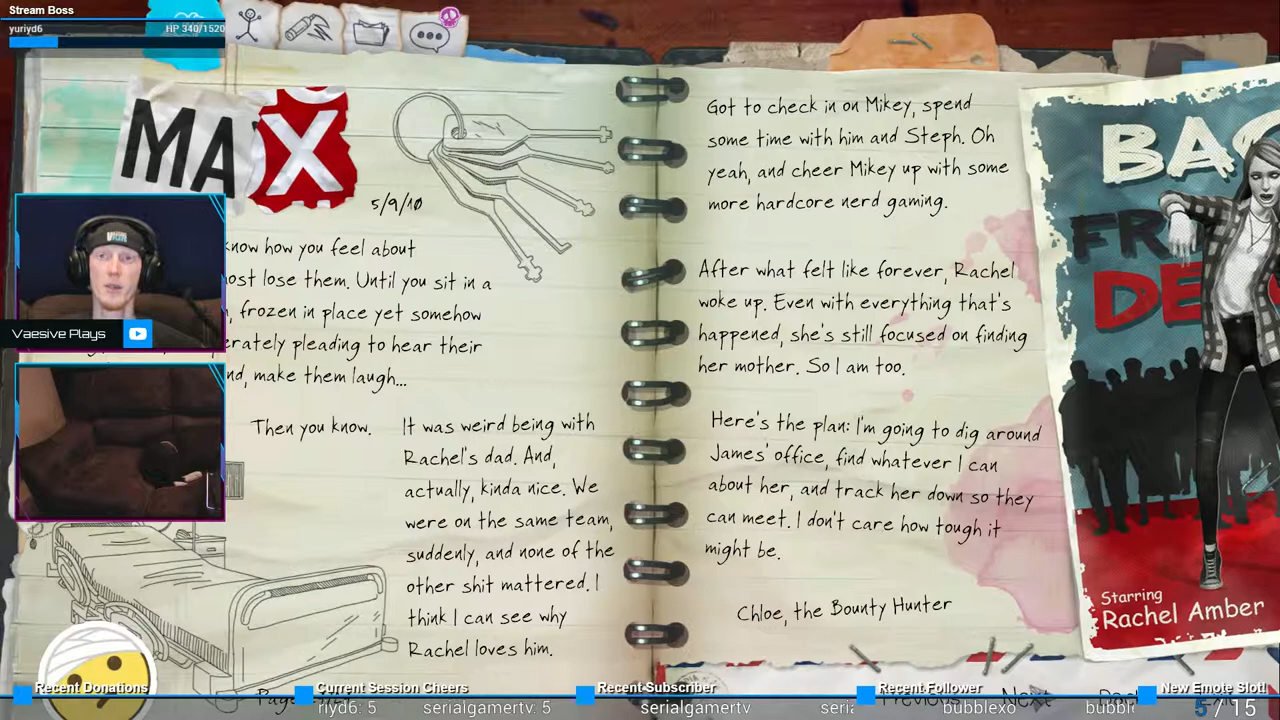 Stream Boss
yuriyd6
HP 340/1520
MAX
5/9/10
know how you feel about
ost lose them. Until you sit in a
frozen in place yet somehow
erately pleading to hear their
nd, make them laugh...
Then you know.
It was weird being with
Rachel's dad. And,
actually, kinda nice. We
were on the same team,
suddenly, and none of the
other shit mattered. I
think I can see why
Rachel loves him.
Got to check in on Mikey, spend
some time with him and Steph. Oh
yeah, and cheer Mikey up with some
more hardcore nerd gaming.
After what felt like forever, Rachel
woke up. Even with everything that's
happened, she's still focused on finding
her mother. So I am too.
Here's the plan: I'm going to dig around
James' office, find whatever I can
about her, and track her down so they
can meet. I don't care how tough it
might be.
Chloe, the Bounty Hunter
BAC
FR
DE
Starring
Rachel Amber
Vaesive Plays
Recent Donations
Current Session Cheers
riyd6: 5 serialgamertv: 5
Recent Subscriber
serialgamertv seria
Recent Follower
bubblexo bubbl
New Emote Slot!
5 / 15